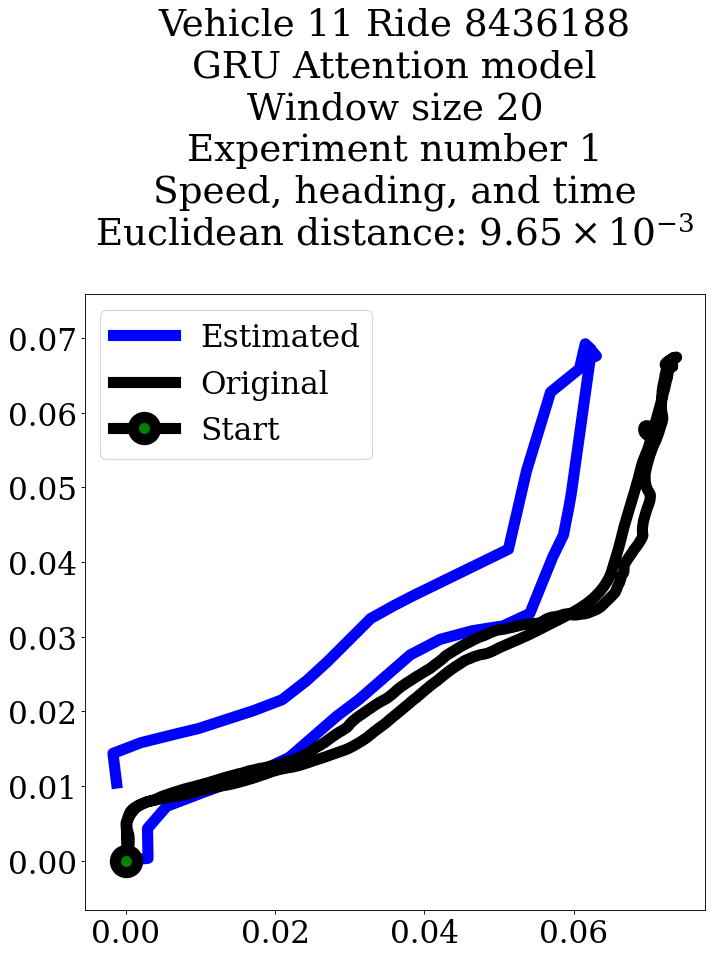 Vehicle 11 Ride 8436188
GRU Attention model
Window size 20
Experiment number 1
Speed, heading, and time
Euclidean distance: 9.65 × 10⁻³
Estimated
Original
Start
0.07
0.06
0.05
0.04
0.03
0.02
0.01
0.00
0.00 0.02 0.04 0.06